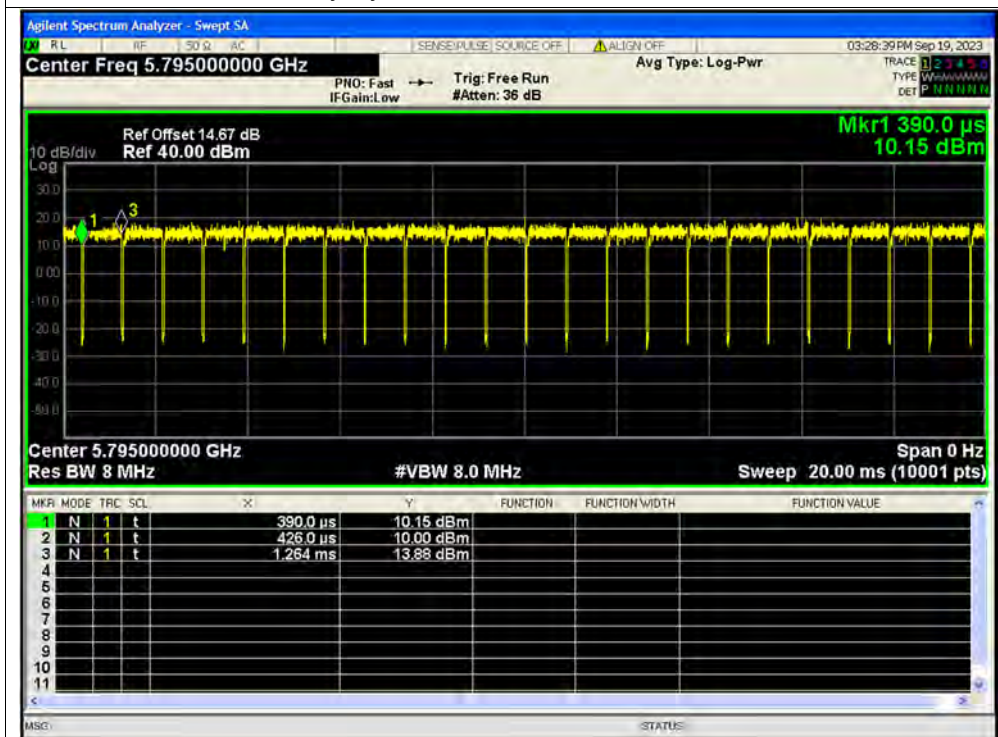 Agilent Spectrum Analyzer - Swept SA
RL RF 50 Ω AC SENSE:PULSE SOURCE OFF ALIGN OFF 03:28:39 PM Sep 19, 2023
Center Freq 5.795000000 GHz
Avg Type: Log-Pwr
TRACE 1 2 3 4 5 6
TYPE
DET P N N N N N
PNO: Fast
IFGain:Low
Trig: Free Run
#Atten: 36 dB
Mkr1 390.0 µs
10.15 dBm
Ref Offset 14.67 dB
10 dB/div Ref 40.00 dBm
Log
30.0
20.0
10.0
0.00
-10.0
-20.0
-30.0
-40.0
-50.0
1
3
Center 5.795000000 GHz Span 0 Hz
Res BW 8 MHz #VBW 8.0 MHz Sweep 20.00 ms (10001 pts)
MKR MODE TRC SCL X Y FUNCTION FUNCTION WIDTH FUNCTION VALUE
1 N 1 t 390.0 µs 10.15 dBm
2 N 1 t 426.0 µs 10.00 dBm
3 N 1 t 1.264 ms 13.88 dBm
4
5
6
7
8
9
10
11
MSG STATUS